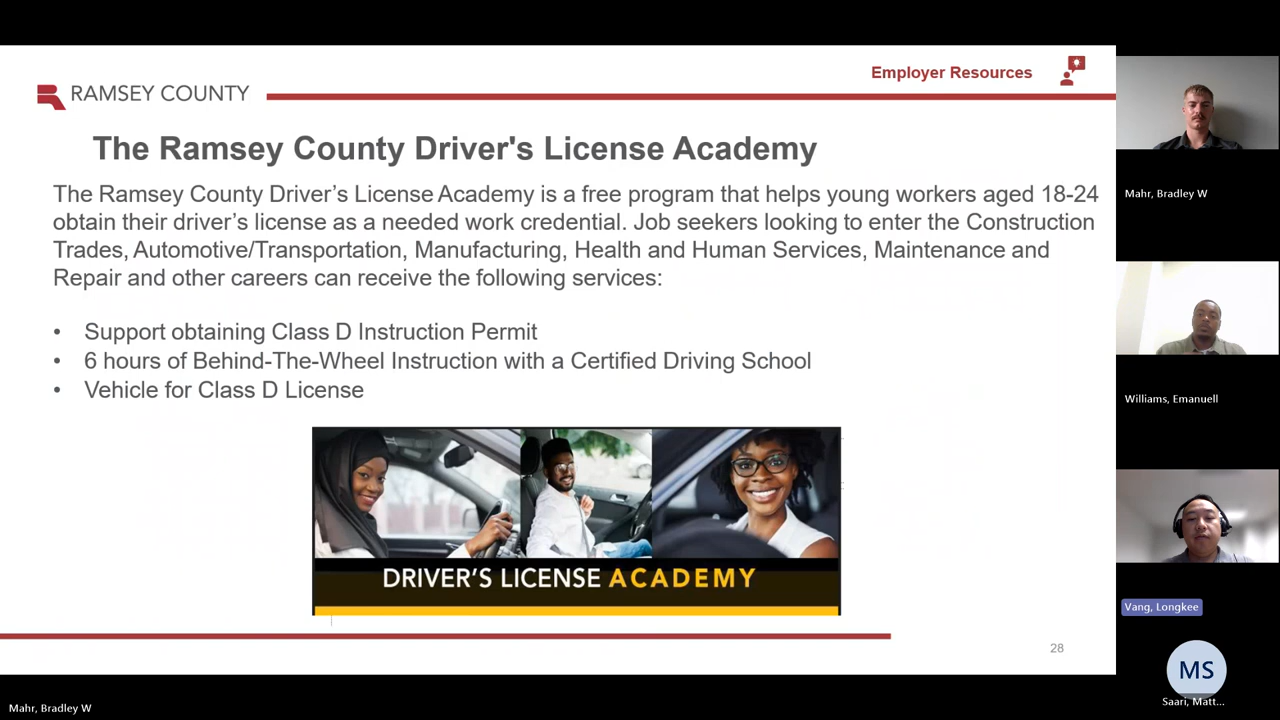 Employer Resources
RAMSEY COUNTY
The Ramsey County Driver's License Academy
The Ramsey County Driver’s License Academy is a free program that helps young workers aged 18-24
obtain their driver’s license as a needed work credential. Job seekers looking to enter the Construction
Trades, Automotive/Transportation, Manufacturing, Health and Human Services, Maintenance and
Repair and other careers can receive the following services:
• Support obtaining Class D Instruction Permit
• 6 hours of Behind-The-Wheel Instruction with a Certified Driving School
• Vehicle for Class D License
DRIVER’S LICENSE ACADEMY
28
Mahr, Bradley W
Williams, Emanuell
Vang, Longkee
MS
Saari, Matt...
Mahr, Bradley W